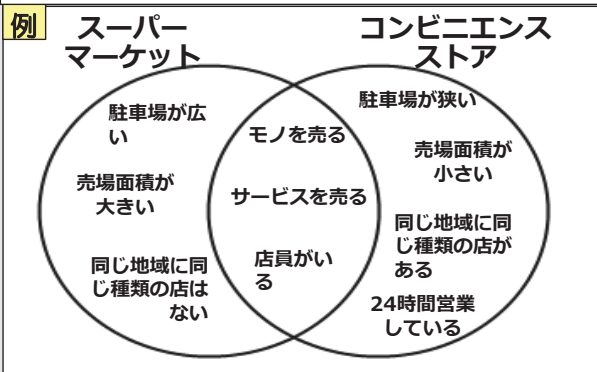 例
スーパー
マーケット
コンビニエンス
ストア
駐車場が広
い
売場面積が
大きい
同じ地域に同
じ種類の店は
ない
モノを売る
サービスを売る
店員がい
る
駐車場が狭い
売場面積が
小さい
同じ地域に同
じ種類の店が
ある
24時間営業
している